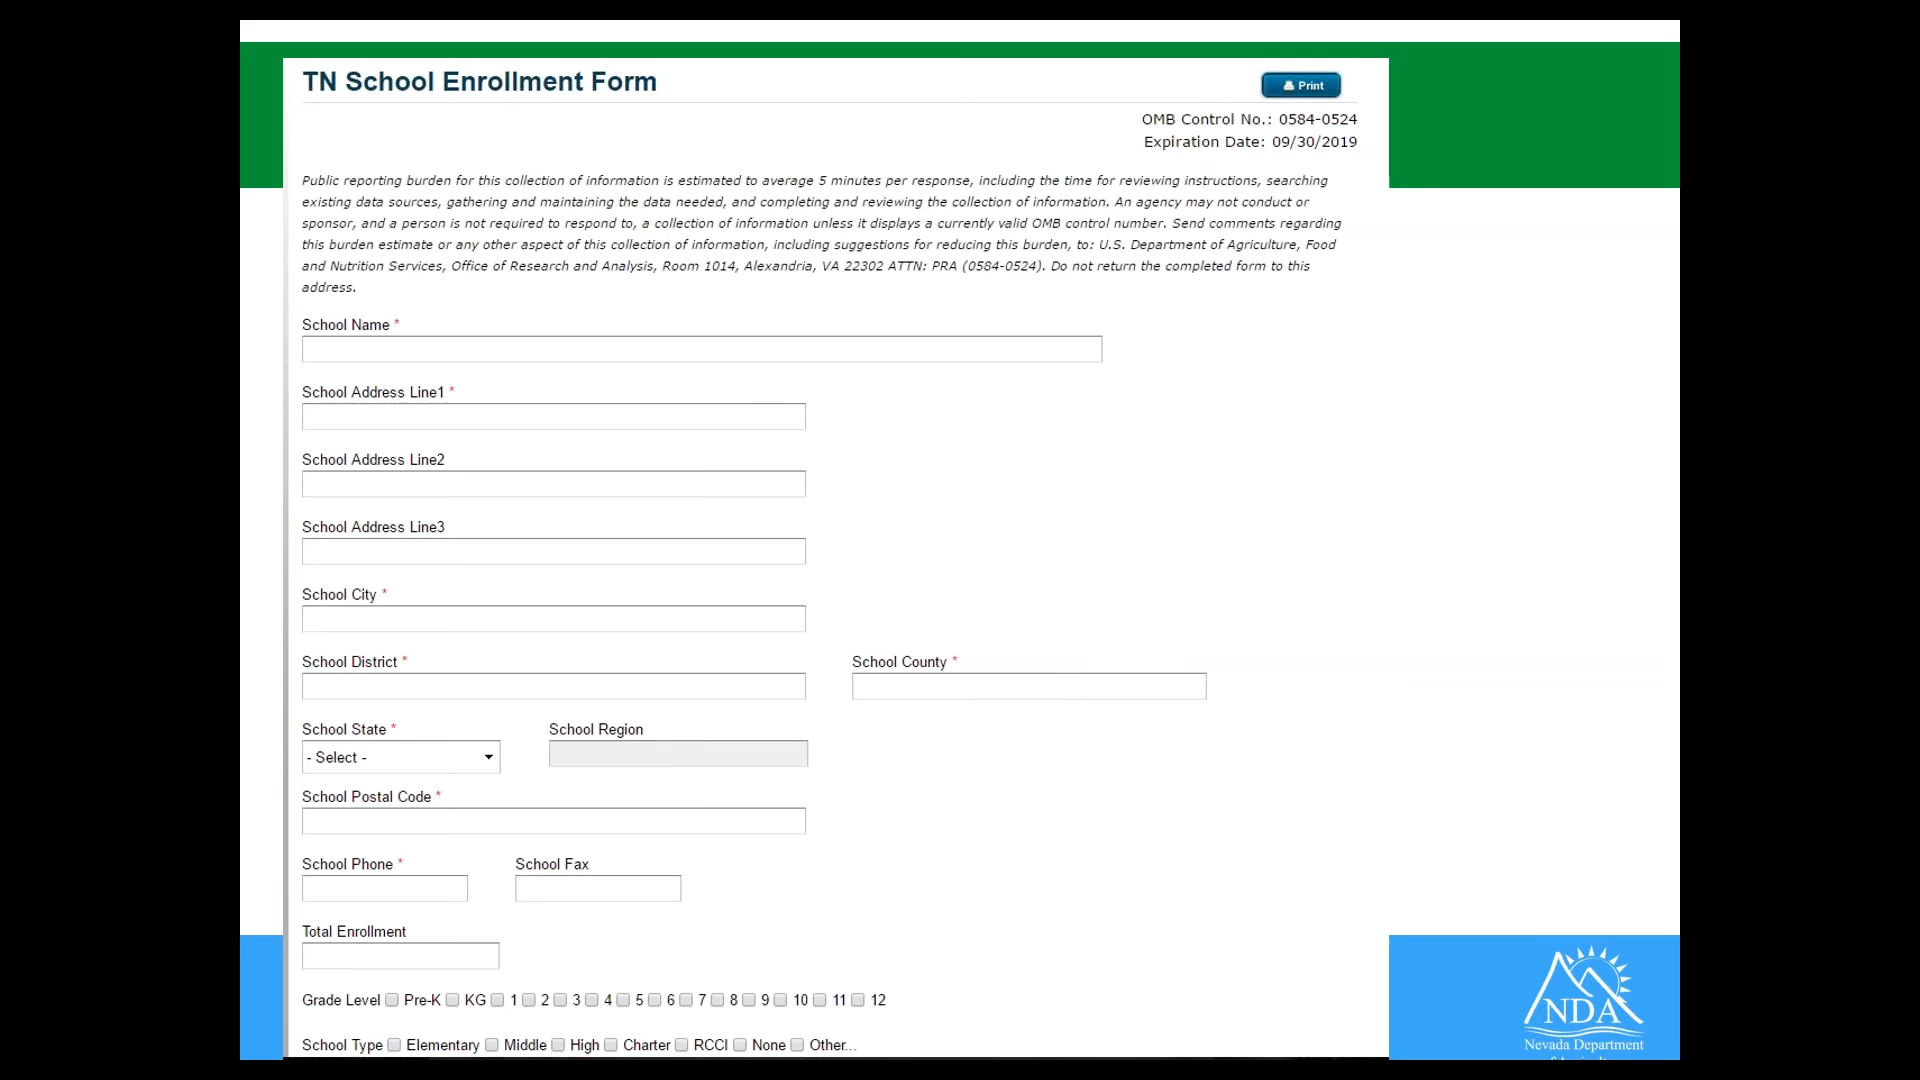 TN School Enrollment Form
Print
OMB Control No.: 0584-0524
Expiration Date: 09/30/2019
Public reporting burden for this collection of information is estimated to average 5 minutes per response, including the time for reviewing instructions, searching
existing data sources, gathering and maintaining the data needed, and completing and reviewing the collection of information. An agency may not conduct or
sponsor, and a person is not required to respond to, a collection of information unless it displays a currently valid OMB control number. Send comments regarding
this burden estimate or any other aspect of this collection of information, including suggestions for reducing this burden, to: U.S. Department of Agriculture, Food
and Nutrition Services, Office of Research and Analysis, Room 1014, Alexandria, VA 22302 ATTN: PRA (0584-0524). Do not return the completed form to this
address.
School Name *
School Address Line1 *
School Address Line2
School Address Line3
School City *
School District * School County *
School State * School Region
- Select -
School Postal Code *
School Phone * School Fax
Total Enrollment
Grade Level Pre-K KG 1 2 3 4 5 6 7 8 9 10 11 12
School Type Elementary Middle High Charter RCCI None Other...
NDA
Nevada Department